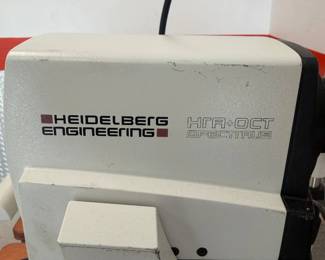 HEIDELBERG
ENGINEERING
HRA+OCT
SPECTRALIS